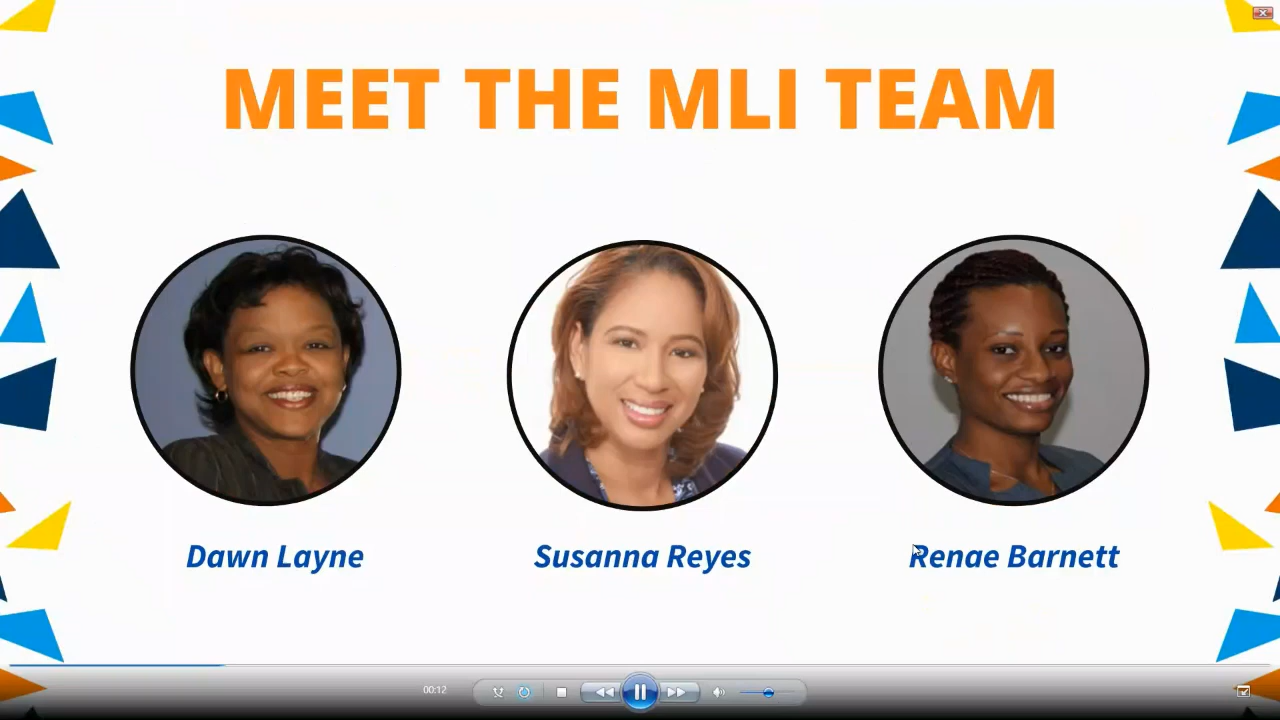 MEET THE MLI TEAM
Dawn Layne
Susanna Reyes
Renae Barnett
00:12